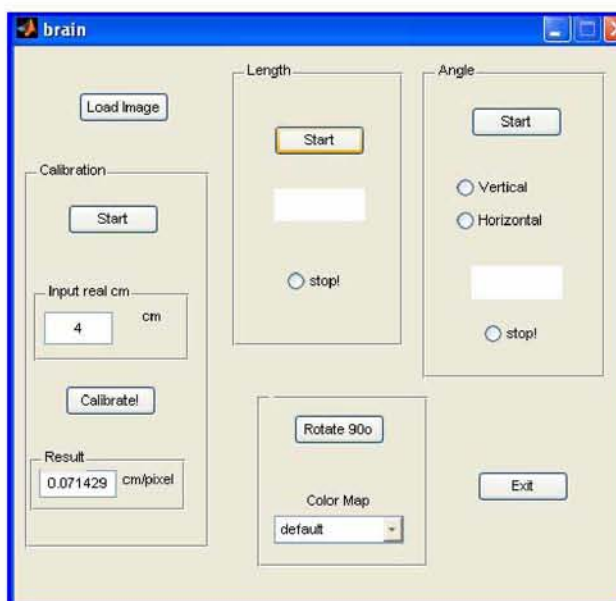 brain
Load Image
Calibration
Start
Input real cm
4 cm
Calibrate!
Result
0.071429 cm/pixel
Length
Start
stop!
Angle
Start
Vertical
Horizontal
stop!
Rotate 90o
Color Map
default
Exit